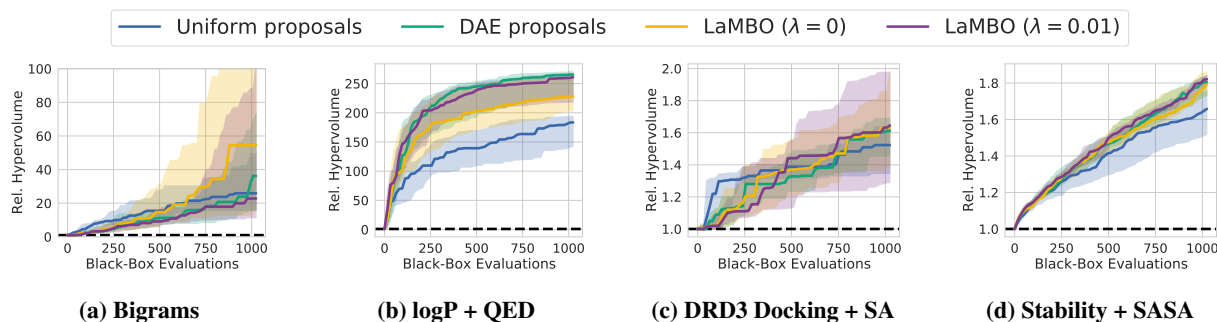 Uniform proposals DAE proposals LaMBO (λ = 0) LaMBO (λ = 0.01)
Rel. Hypervolume
100
80
60
40
20
0
0 250 500 750 1000
Black-Box Evaluations
(a) Bigrams
Rel. Hypervolume
250
200
150
100
50
0
0 250 500 750 1000
Black-Box Evaluations
(b) logP + QED
Rel. Hypervolume
2.0
1.8
1.6
1.4
1.2
1.0
0 250 500 750 1000
Black-Box Evaluations
(c) DRD3 Docking + SA
Rel. Hypervolume
1.8
1.6
1.4
1.2
1.0
0 250 500 750 1000
Black-Box Evaluations
(d) Stability + SASA